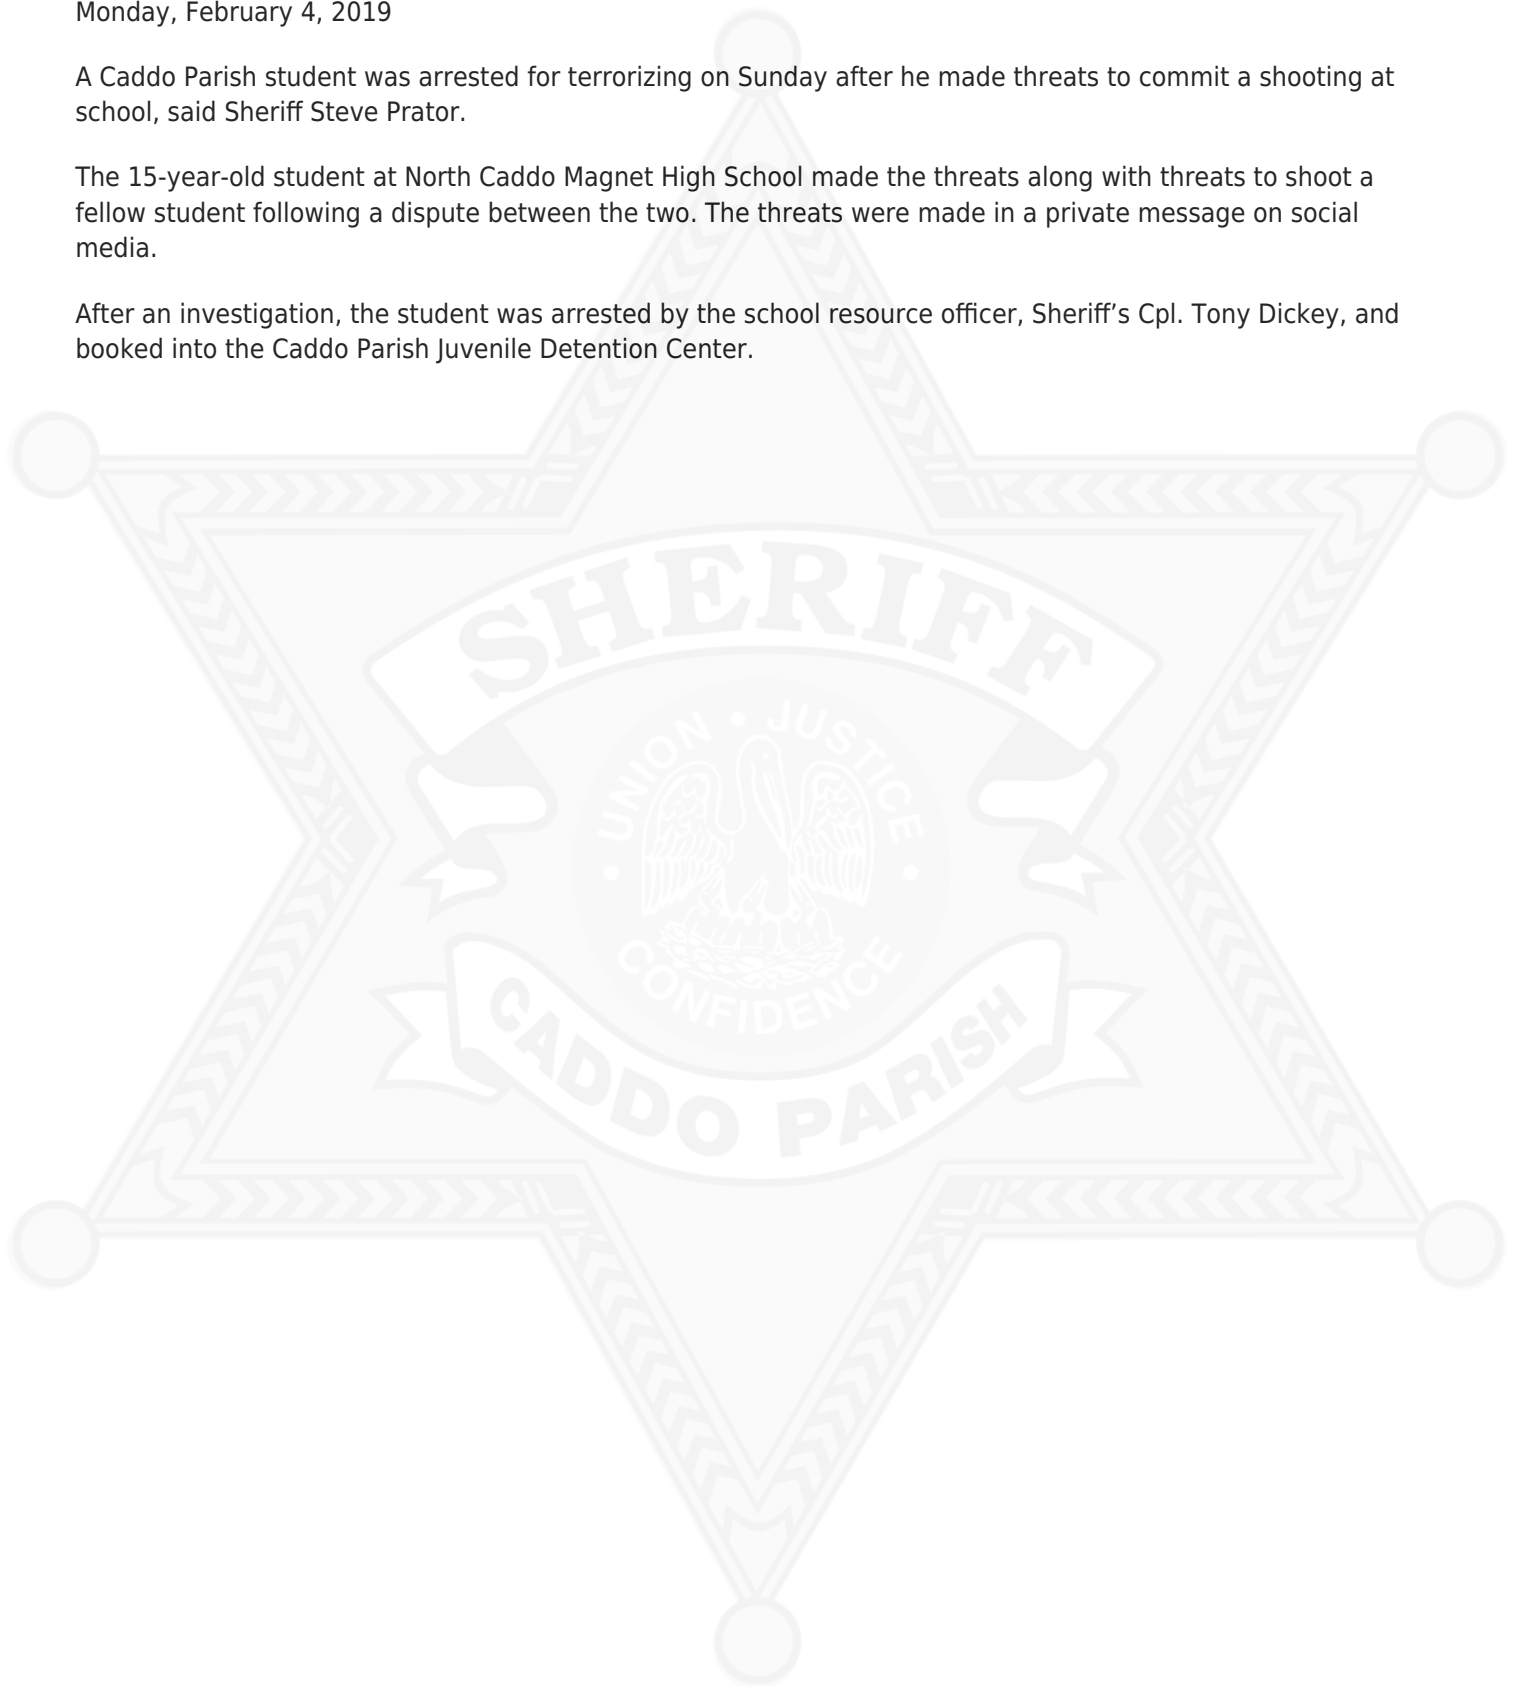 Monday, February 4, 2019
A Caddo Parish student was arrested for terrorizing on Sunday after he made threats to commit a shooting at
school, said Sheriff Steve Prator.
The 15-year-old student at North Caddo Magnet High School made the threats along with threats to shoot a
fellow student following a dispute between the two. The threats were made in a private message on social
media.
After an investigation, the student was arrested by the school resource officer, Sheriff’s Cpl. Tony Dickey, and
booked into the Caddo Parish Juvenile Detention Center.
SHERIFF
UNION • JUSTICE
• CONFIDENCE •
CADDO PARISH